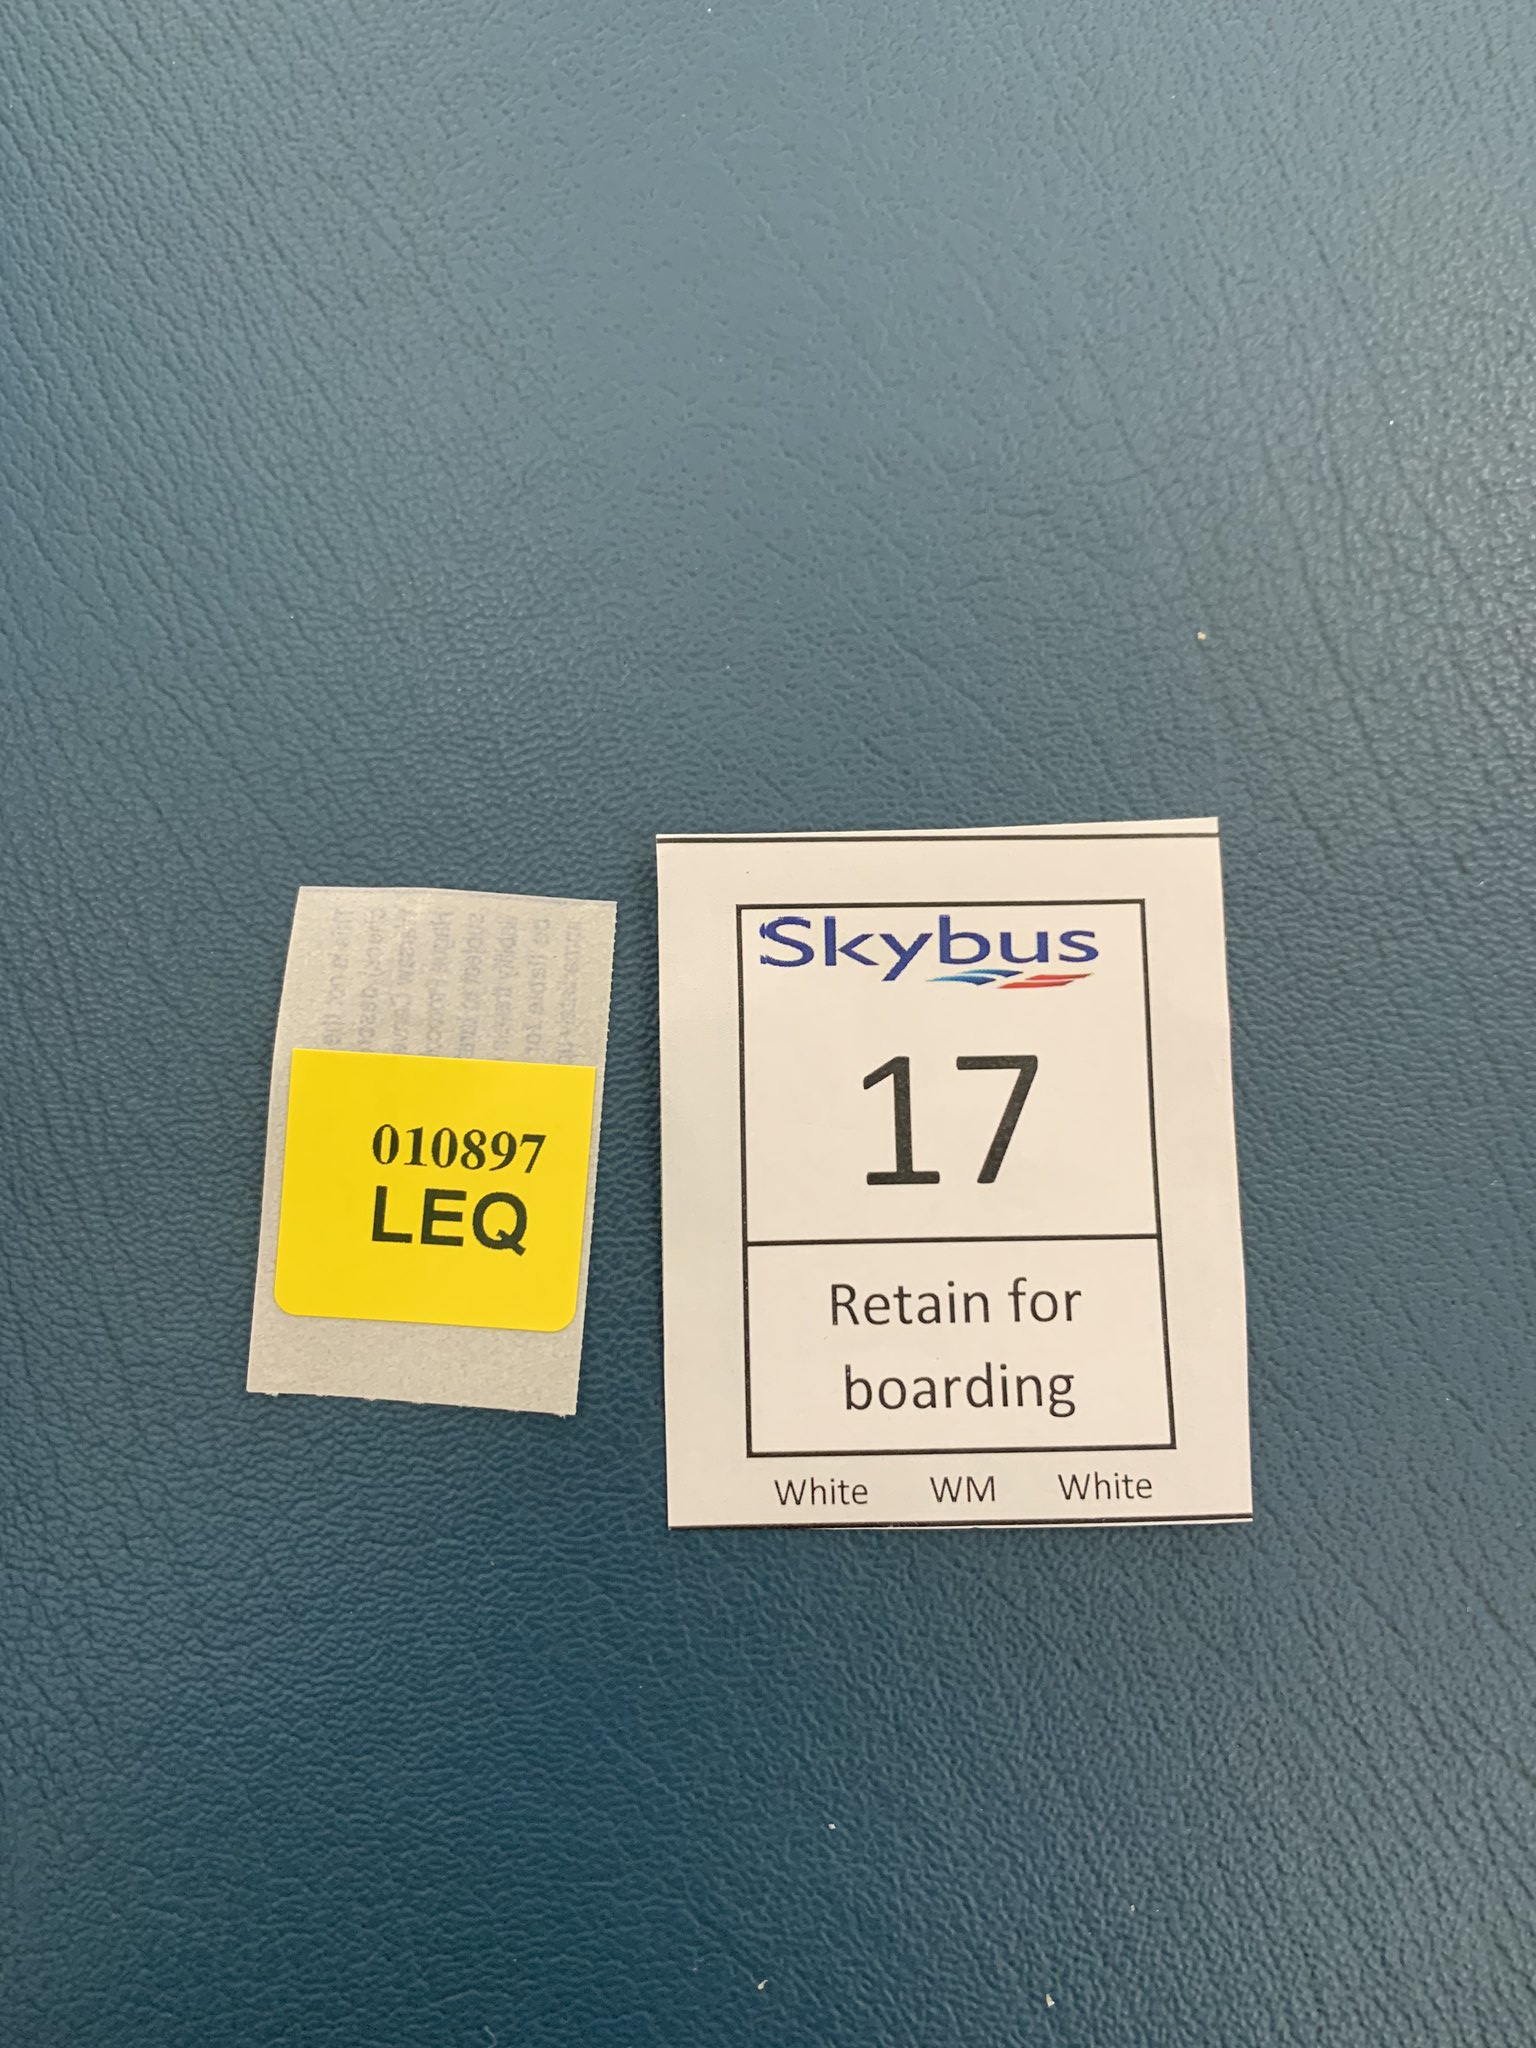 010897
LEQ
Skybus
17
Retain for
boarding
White WM White